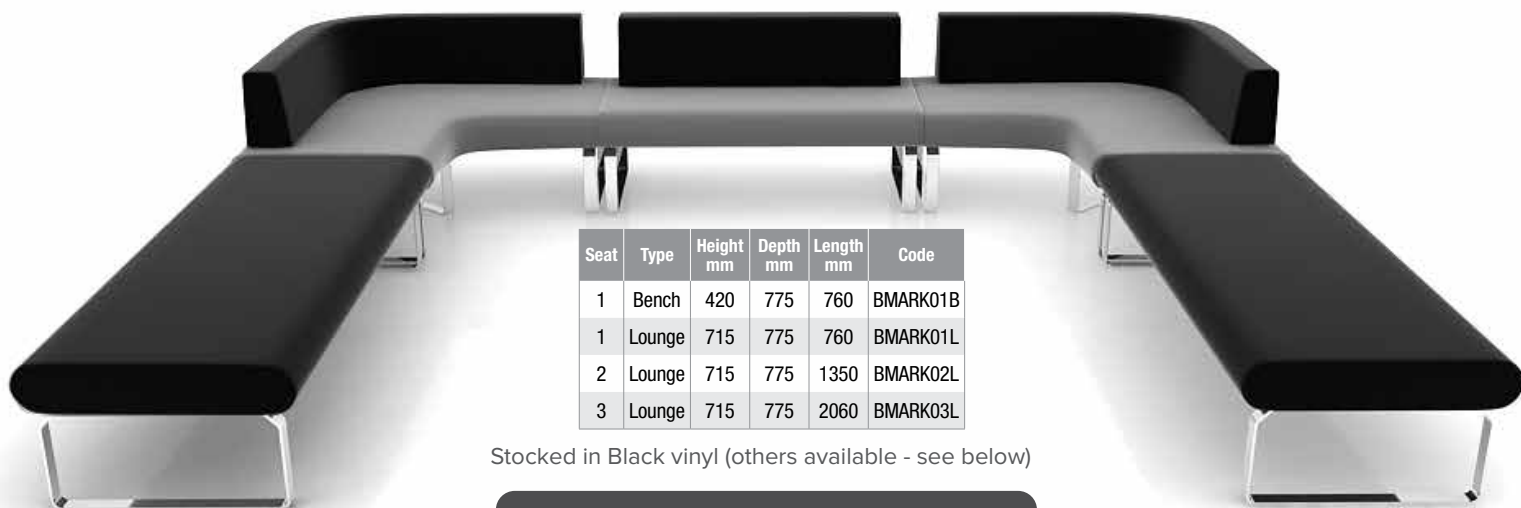 Seat Type Height mm Depth mm Length mm Code
1 Bench 420 775 760 BMARK01B
1 Lounge 715 775 760 BMARK01L
2 Lounge 715 775 1350 BMARK02L
3 Lounge 715 775 2060 BMARK03L
Stocked in Black vinyl (others available - see below)